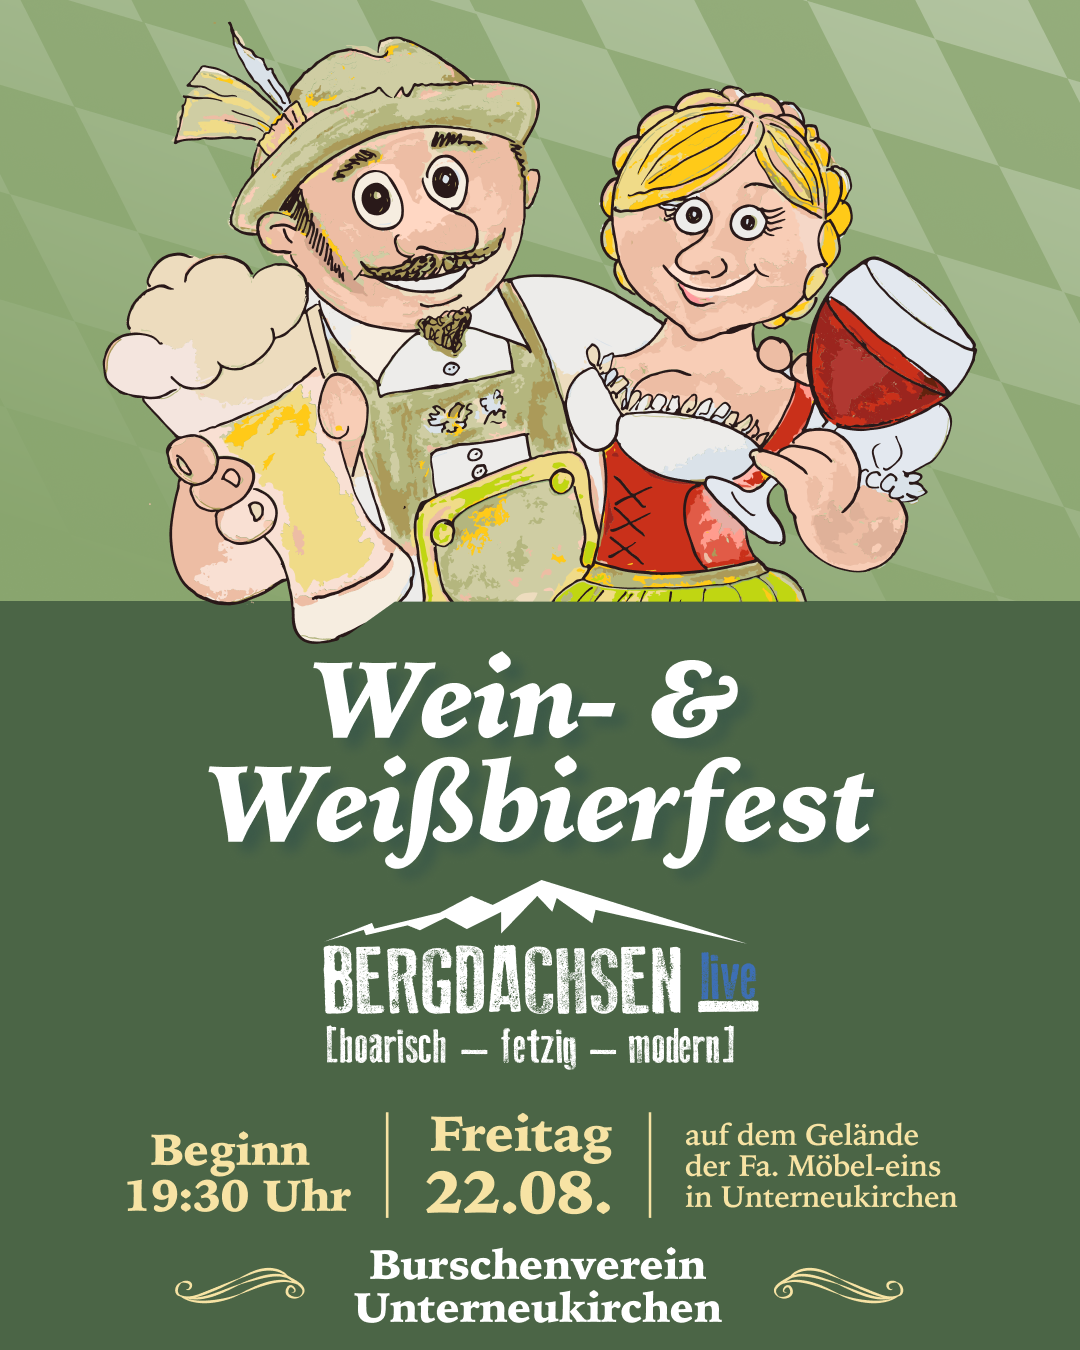 Wein- &
Weißbierfest
BERGDACHSEN live
[boarisch – fetzig – modern]
Beginn
19:30 Uhr
Freitag
22.08.
auf dem Gelände
der Fa. Möbel-eins
in Unterneukirchen
Burschenverein
Unterneukirchen